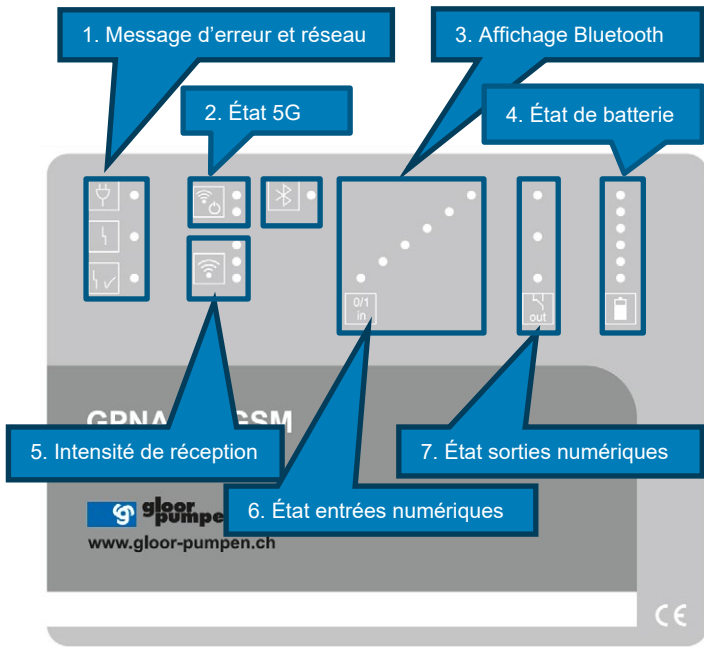 1. Message d'erreur et réseau
3. Affichage Bluetooth
2. État 5G
4. État de batterie
0/1
in
out
GSM
5. Intensité de réception
7. État sorties numériques
6. État entrées numériques
gloor
www.gloor-pumpen.ch
CE